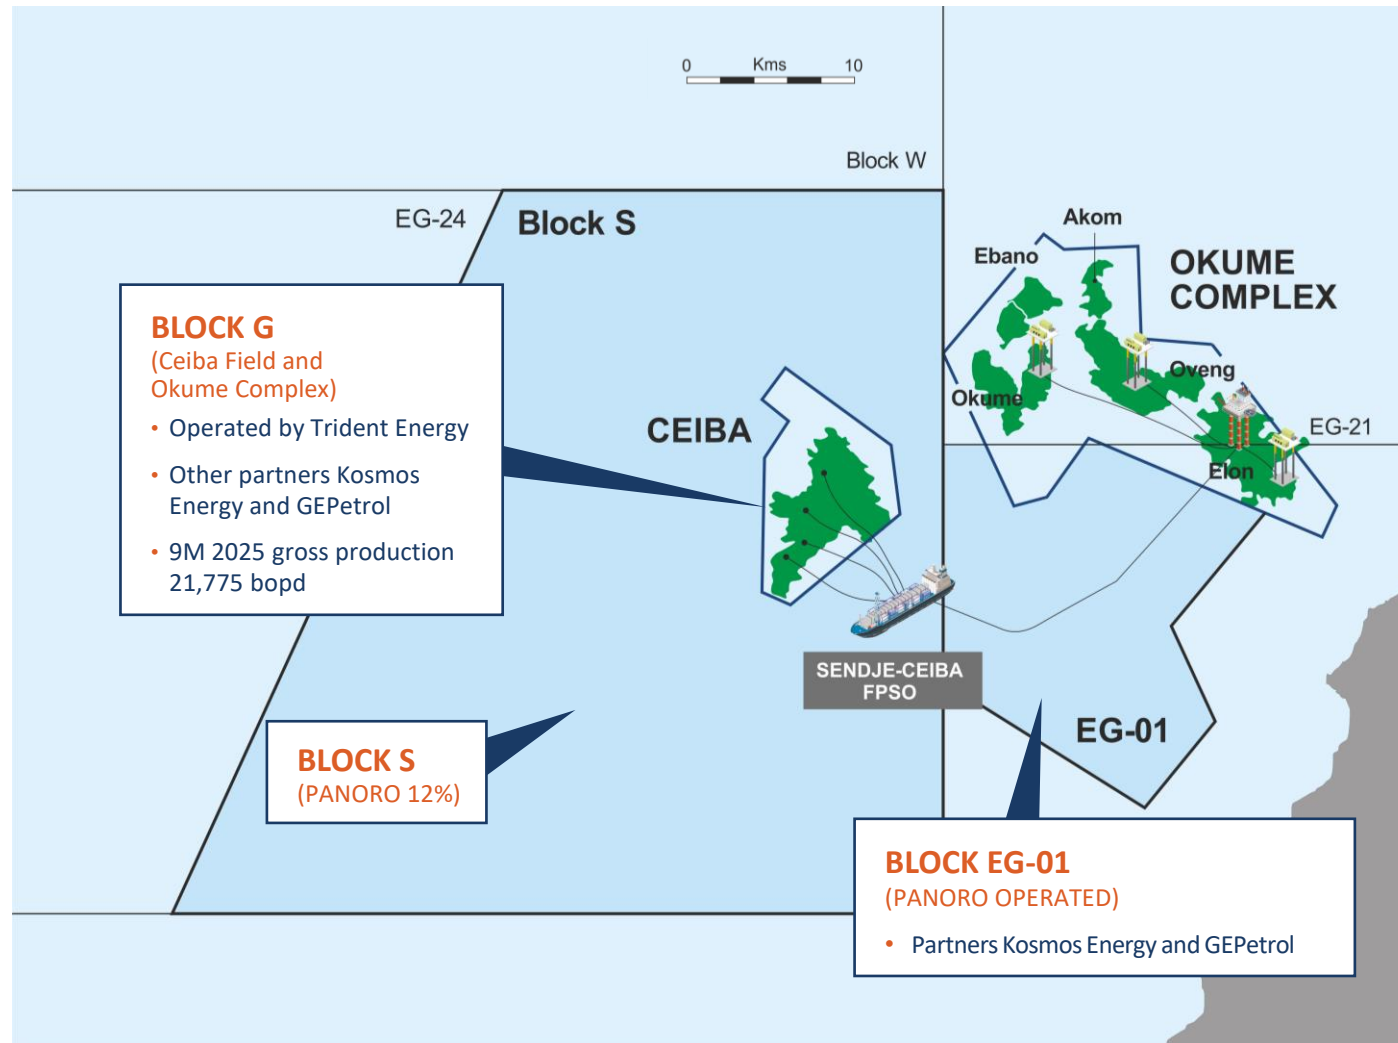 0 Kms 10
Block W
EG-24
Block S
Akom
Ebano
OKUME
COMPLEX
BLOCK G
(Ceiba Field and
Okume Complex)
• Operated by Trident Energy
• Other partners Kosmos
Energy and GEPetrol
• 9M 2025 gross production
21,775 bopd
Oveng
Okume
CEIBA
EG-21
Elon
SENDJE-CEIBA
FPSO
EG-01
BLOCK S
(PANORO 12%)
BLOCK EG-01
(PANORO OPERATED)
• Partners Kosmos Energy and GEPetrol